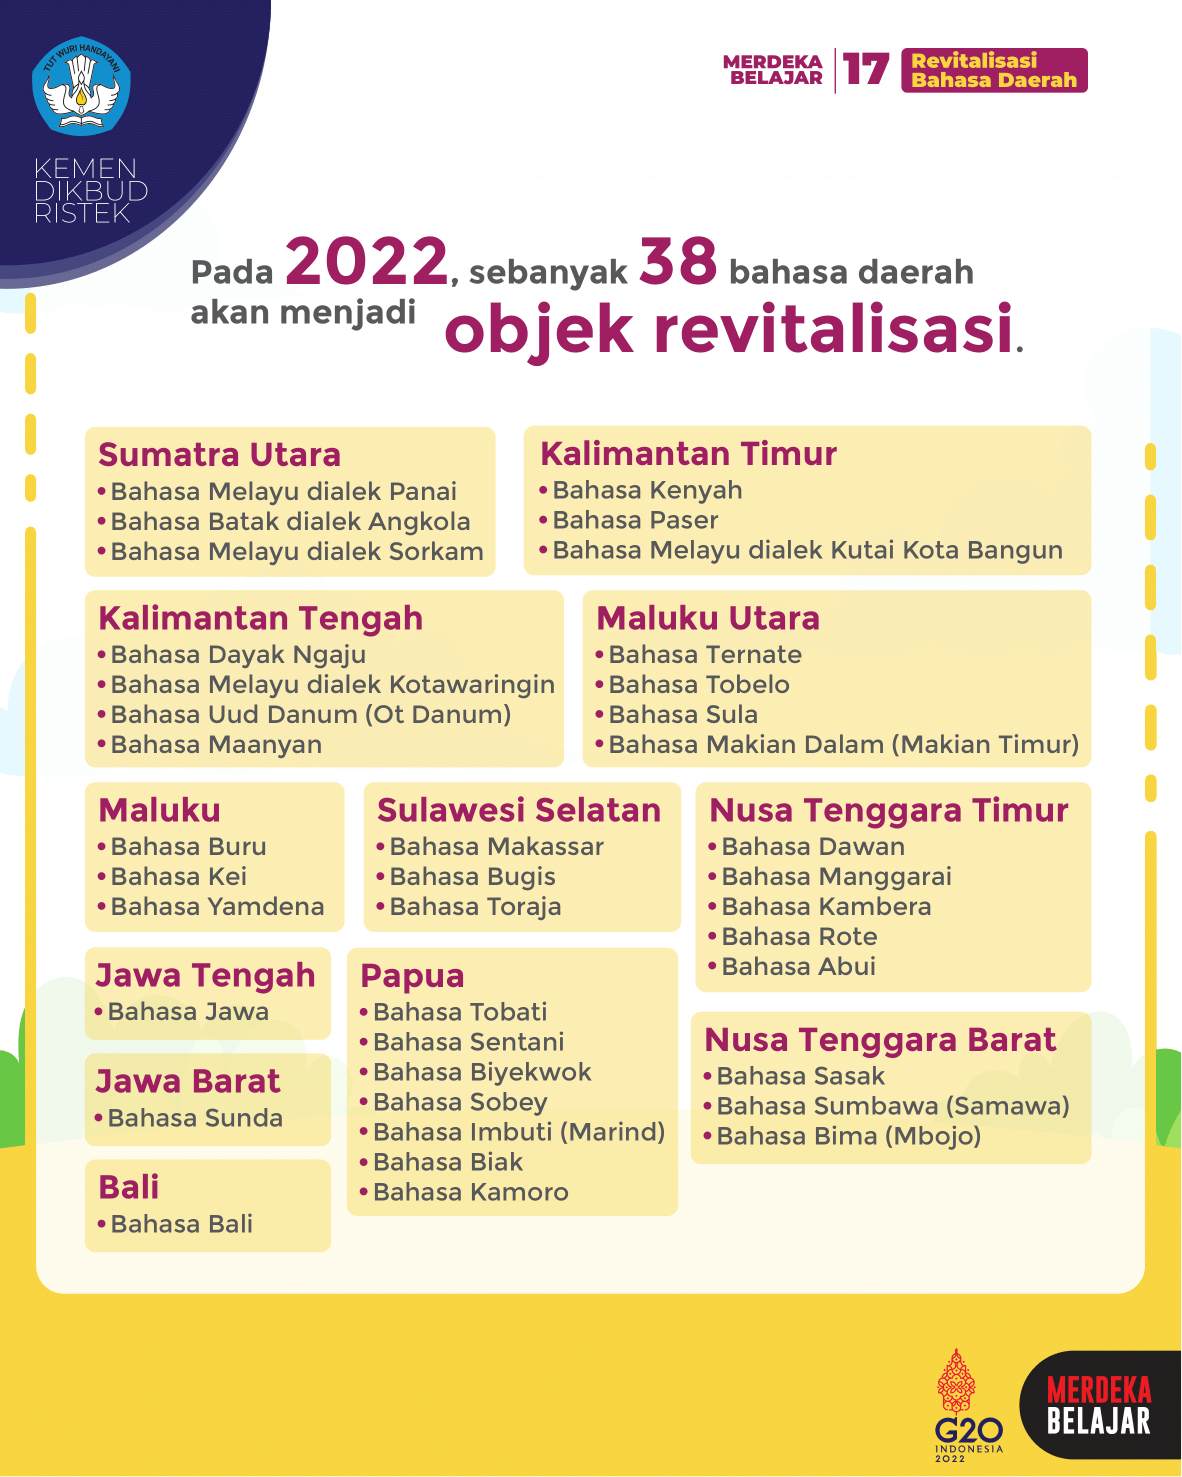 TUT WURI HANDAYANI
KEMEN
DIKBUD
RISTEK
MERDEKA
BELAJAR
17
Revitalisasi
Bahasa Daerah
Pada 2022, sebanyak 38 bahasa daerah
akan menjadi objek revitalisasi.
Sumatra Utara
• Bahasa Melayu dialek Panai
• Bahasa Batak dialek Angkola
• Bahasa Melayu dialek Sorkam
Kalimantan Timur
• Bahasa Kenyah
• Bahasa Paser
• Bahasa Melayu dialek Kutai Kota Bangun
Kalimantan Tengah
• Bahasa Dayak Ngaju
• Bahasa Melayu dialek Kotawaringin
• Bahasa Uud Danum (Ot Danum)
• Bahasa Maanyan
Maluku Utara
• Bahasa Ternate
• Bahasa Tobelo
• Bahasa Sula
• Bahasa Makian Dalam (Makian Timur)
Maluku
• Bahasa Buru
• Bahasa Kei
• Bahasa Yamdena
Sulawesi Selatan
• Bahasa Makassar
• Bahasa Bugis
• Bahasa Toraja
Nusa Tenggara Timur
• Bahasa Dawan
• Bahasa Manggarai
• Bahasa Kambera
• Bahasa Rote
• Bahasa Abui
Jawa Tengah
• Bahasa Jawa
Jawa Barat
• Bahasa Sunda
Bali
• Bahasa Bali
Papua
• Bahasa Tobati
• Bahasa Sentani
• Bahasa Biyekwok
• Bahasa Sobey
• Bahasa Imbuti (Marind)
• Bahasa Biak
• Bahasa Kamoro
Nusa Tenggara Barat
• Bahasa Sasak
• Bahasa Sumbawa (Samawa)
• Bahasa Bima (Mbojo)
G20
INDONESIA
2022
MERDEKA
BELAJAR